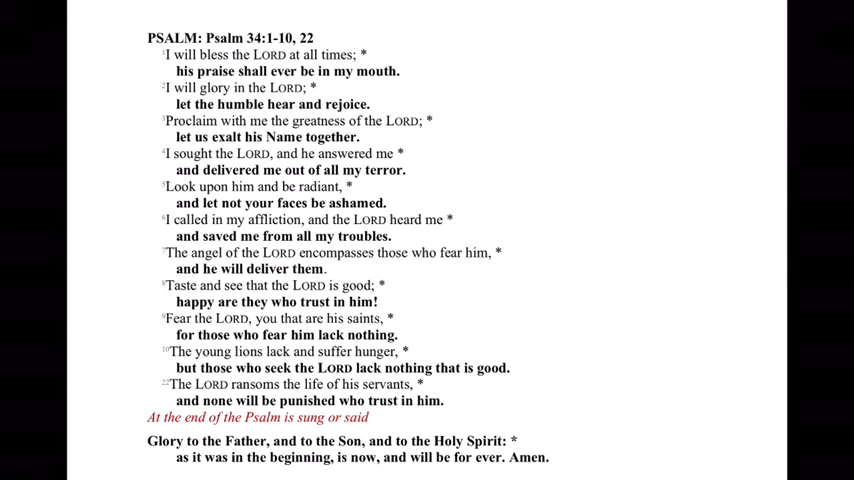 PSALM: Psalm 34:1-10, 22
1I will bless the LORD at all times; *
his praise shall ever be in my mouth.
2I will glory in the LORD; *
let the humble hear and rejoice.
3Proclaim with me the greatness of the LORD; *
let us exalt his Name together.
4I sought the LORD, and he answered me *
and delivered me out of all my terror.
5Look upon him and be radiant, *
and let not your faces be ashamed.
6I called in my affliction, and the LORD heard me *
and saved me from all my troubles.
7The angel of the LORD encompasses those who fear him, *
and he will deliver them.
8Taste and see that the LORD is good; *
happy are they who trust in him!
9Fear the LORD, you that are his saints, *
for those who fear him lack nothing.
10The young lions lack and suffer hunger, *
but those who seek the LORD lack nothing that is good.
22The LORD ransoms the life of his servants, *
and none will be punished who trust in him.
At the end of the Psalm is sung or said
Glory to the Father, and to the Son, and to the Holy Spirit: *
as it was in the beginning, is now, and will be for ever. Amen.